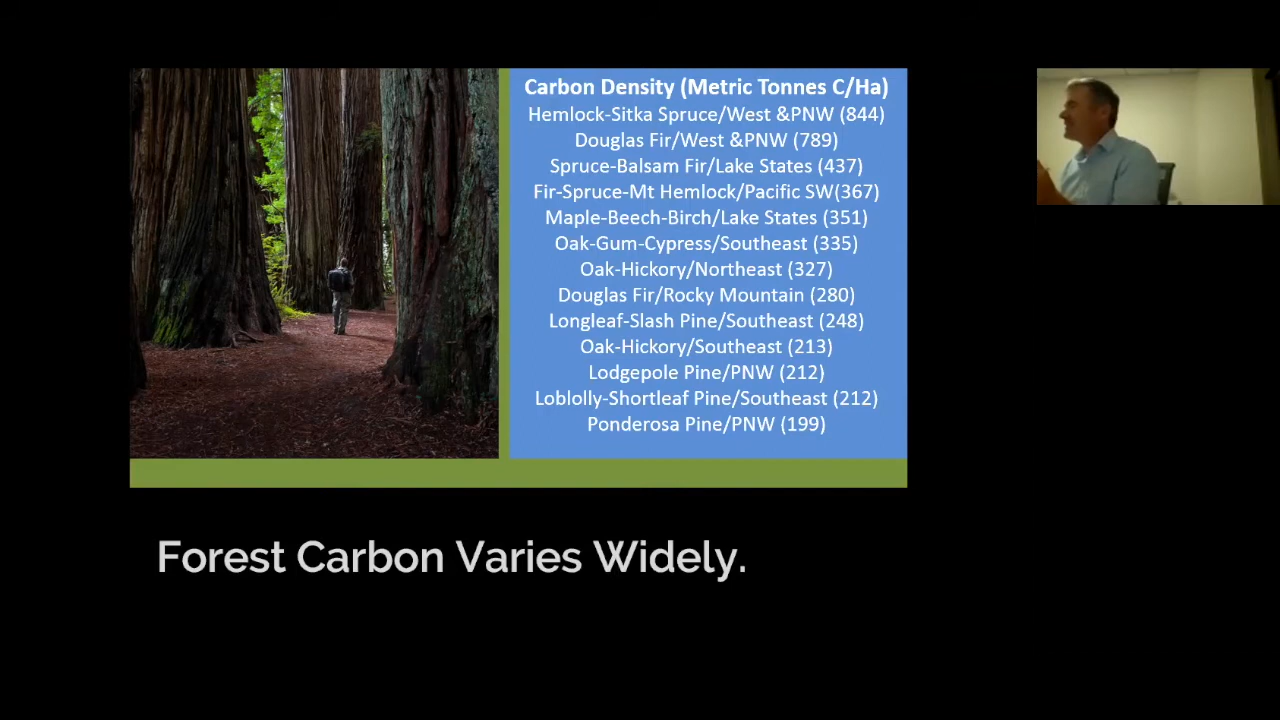 Carbon Density (Metric Tonnes C/Ha)
Hemlock-Sitka Spruce/West &PNW (844)
Douglas Fir/West &PNW (789)
Spruce-Balsam Fir/Lake States (437)
Fir-Spruce-Mt Hemlock/Pacific SW(367)
Maple-Beech-Birch/Lake States (351)
Oak-Gum-Cypress/Southeast (335)
Oak-Hickory/Northeast (327)
Douglas Fir/Rocky Mountain (280)
Longleaf-Slash Pine/Southeast (248)
Oak-Hickory/Southeast (213)
Lodgepole Pine/PNW (212)
Loblolly-Shortleaf Pine/Southeast (212)
Ponderosa Pine/PNW (199)
Forest Carbon Varies Widely.